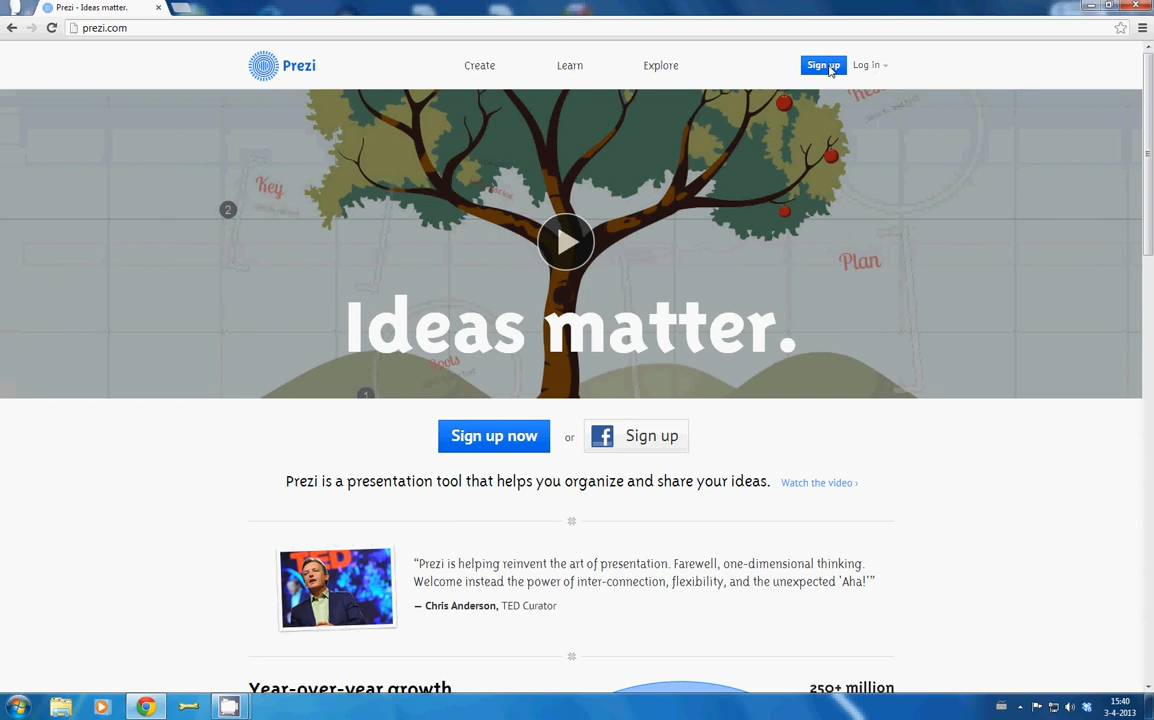 Prezi - Ideas matter.
prezi.com
Prezi
Create
Learn
Explore
Sign up
Log in
Key
2
Plan
Ideas matter.
Roots
1
Sign up now
or
Sign up
Prezi is a presentation tool that helps you organize and share your ideas.
Watch the video ›
TED
“Prezi is helping reinvent the art of presentation. Farewell, one-dimensional thinking.
Welcome instead the power of inter-connection, flexibility, and the unexpected 'Aha!'”
— Chris Anderson, TED Curator
Year-over-year growth
250+ million
15:40
3-4-2013